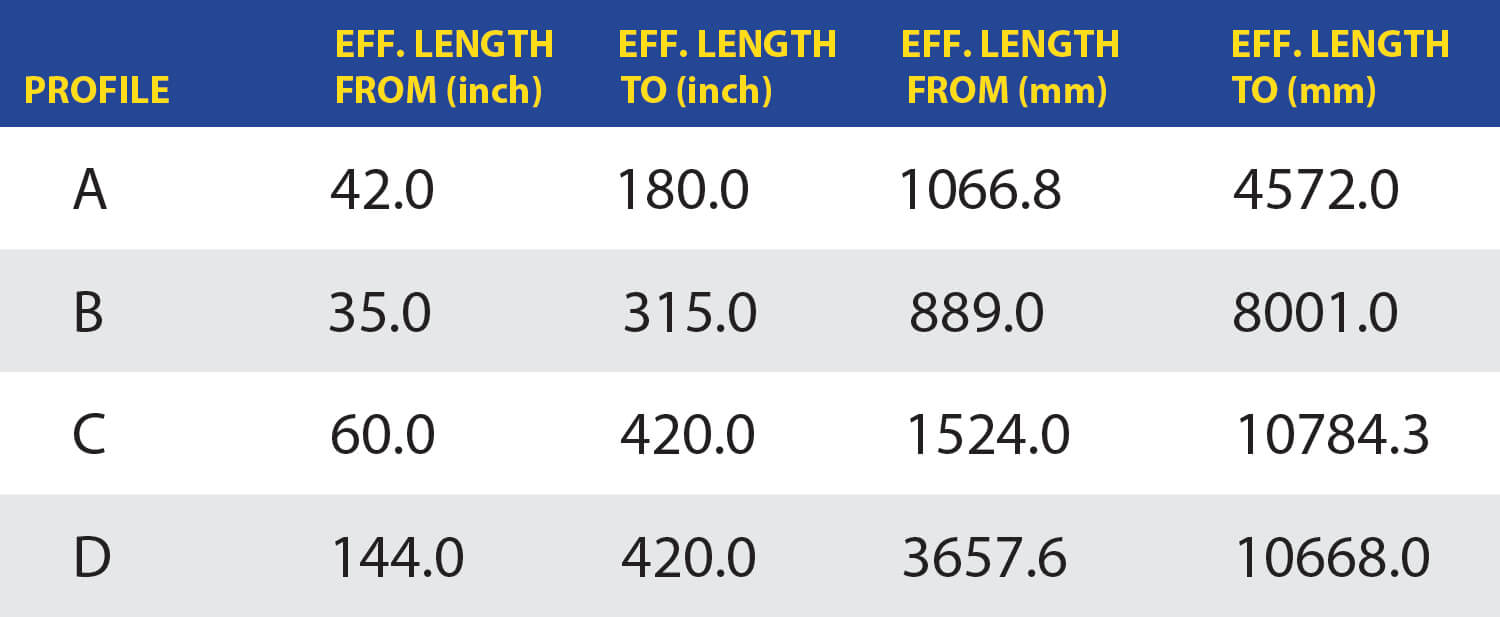 PROFILE EFF. LENGTH FROM (inch) EFF. LENGTH TO (inch) EFF. LENGTH FROM (mm) EFF. LENGTH TO (mm)
A 42.0 180.0 1066.8 4572.0
B 35.0 315.0 889.0 8001.0
C 60.0 420.0 1524.0 10784.3
D 144.0 420.0 3657.6 10668.0